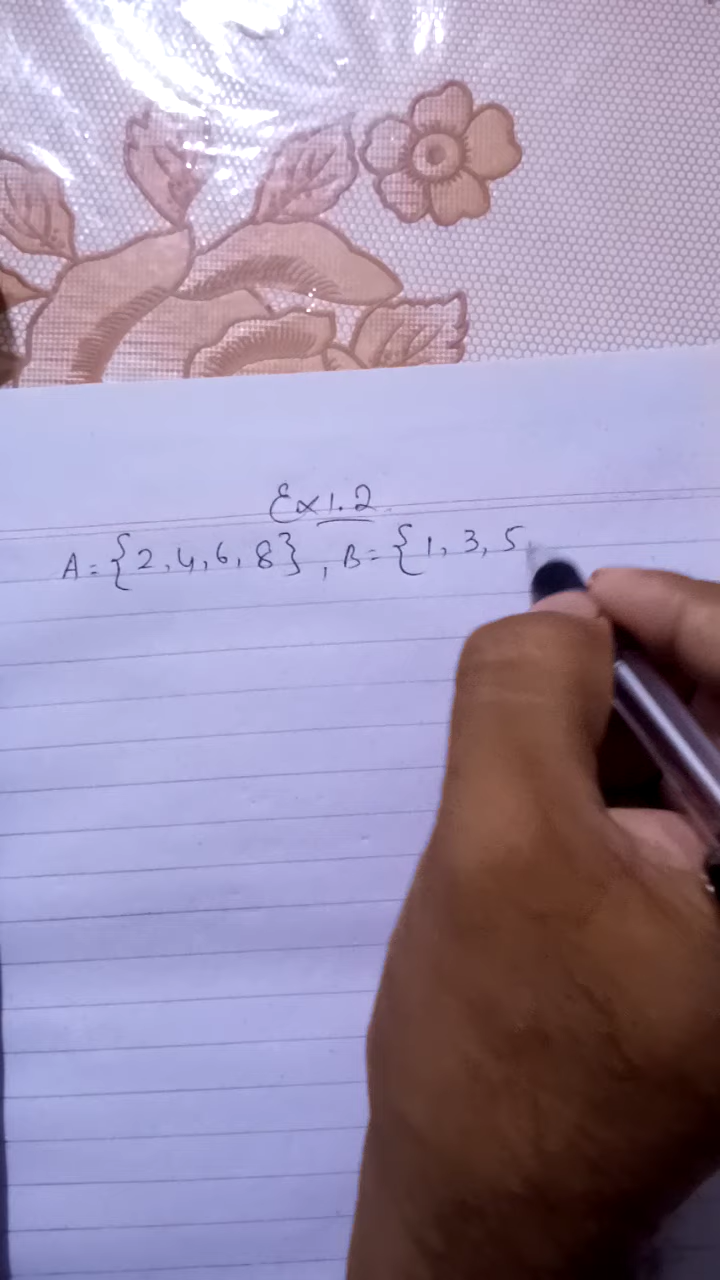 Ex 1.2
A = {2, 4, 6, 8}, B = {1, 3, 5